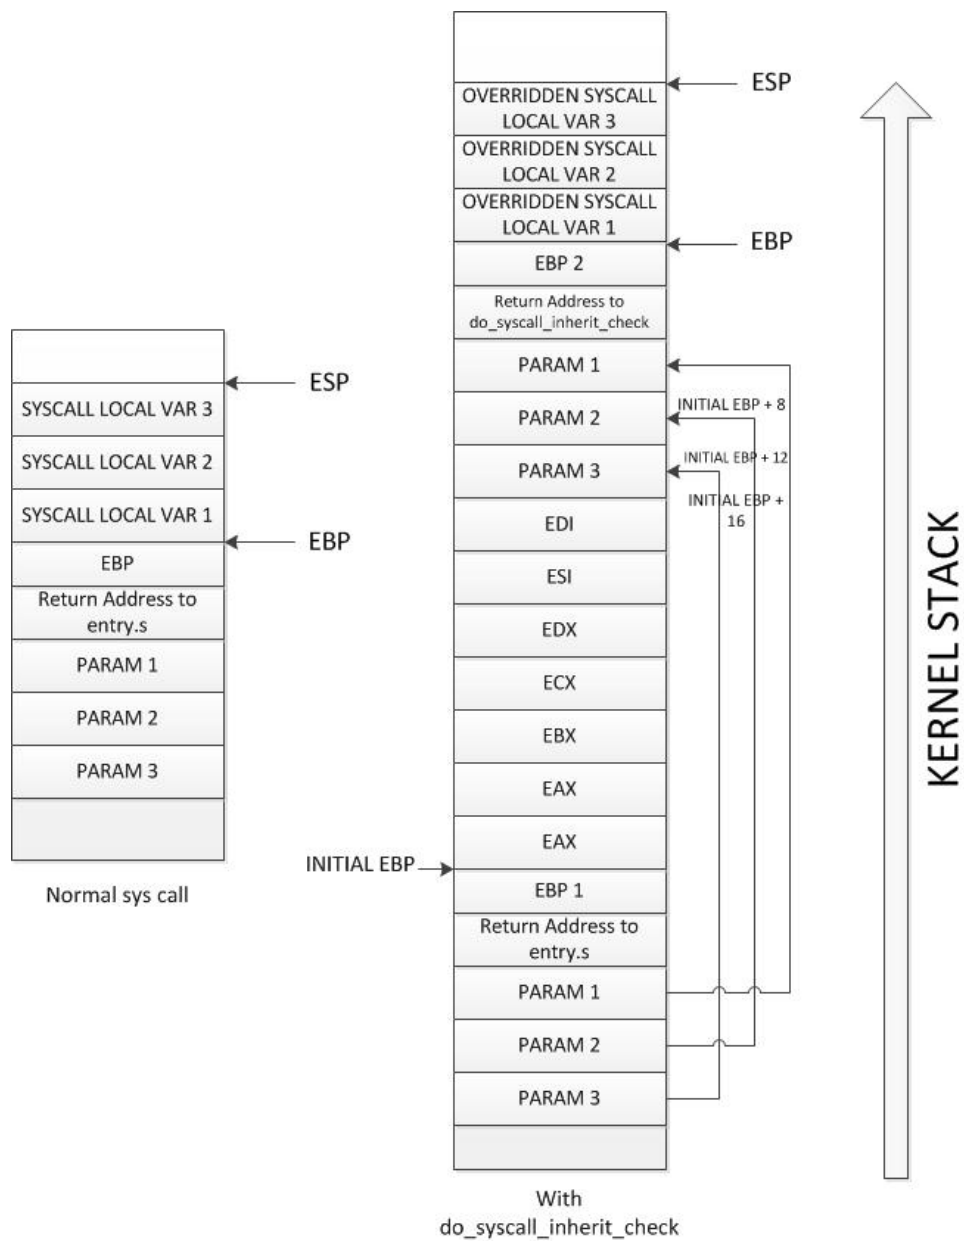 SYSCALL LOCAL VAR 3
SYSCALL LOCAL VAR 2
SYSCALL LOCAL VAR 1
EBP
Return Address to
entry.s
PARAM 1
PARAM 2
PARAM 3
ESP
EBP
Normal sys call
OVERRIDDEN SYSCALL
LOCAL VAR 3
OVERRIDDEN SYSCALL
LOCAL VAR 2
OVERRIDDEN SYSCALL
LOCAL VAR 1
EBP 2
Return Address to
do_syscall_inherit_check
PARAM 1
PARAM 2
PARAM 3
EDI
ESI
EDX
ECX
EBX
EAX
EAX
EBP 1
Return Address to
entry.s
PARAM 1
PARAM 2
PARAM 3
INITIAL EBP
ESP
EBP
INITIAL EBP + 8
INITIAL EBP + 12
INITIAL EBP +
16
With
do_syscall_inherit_check
KERNEL STACK